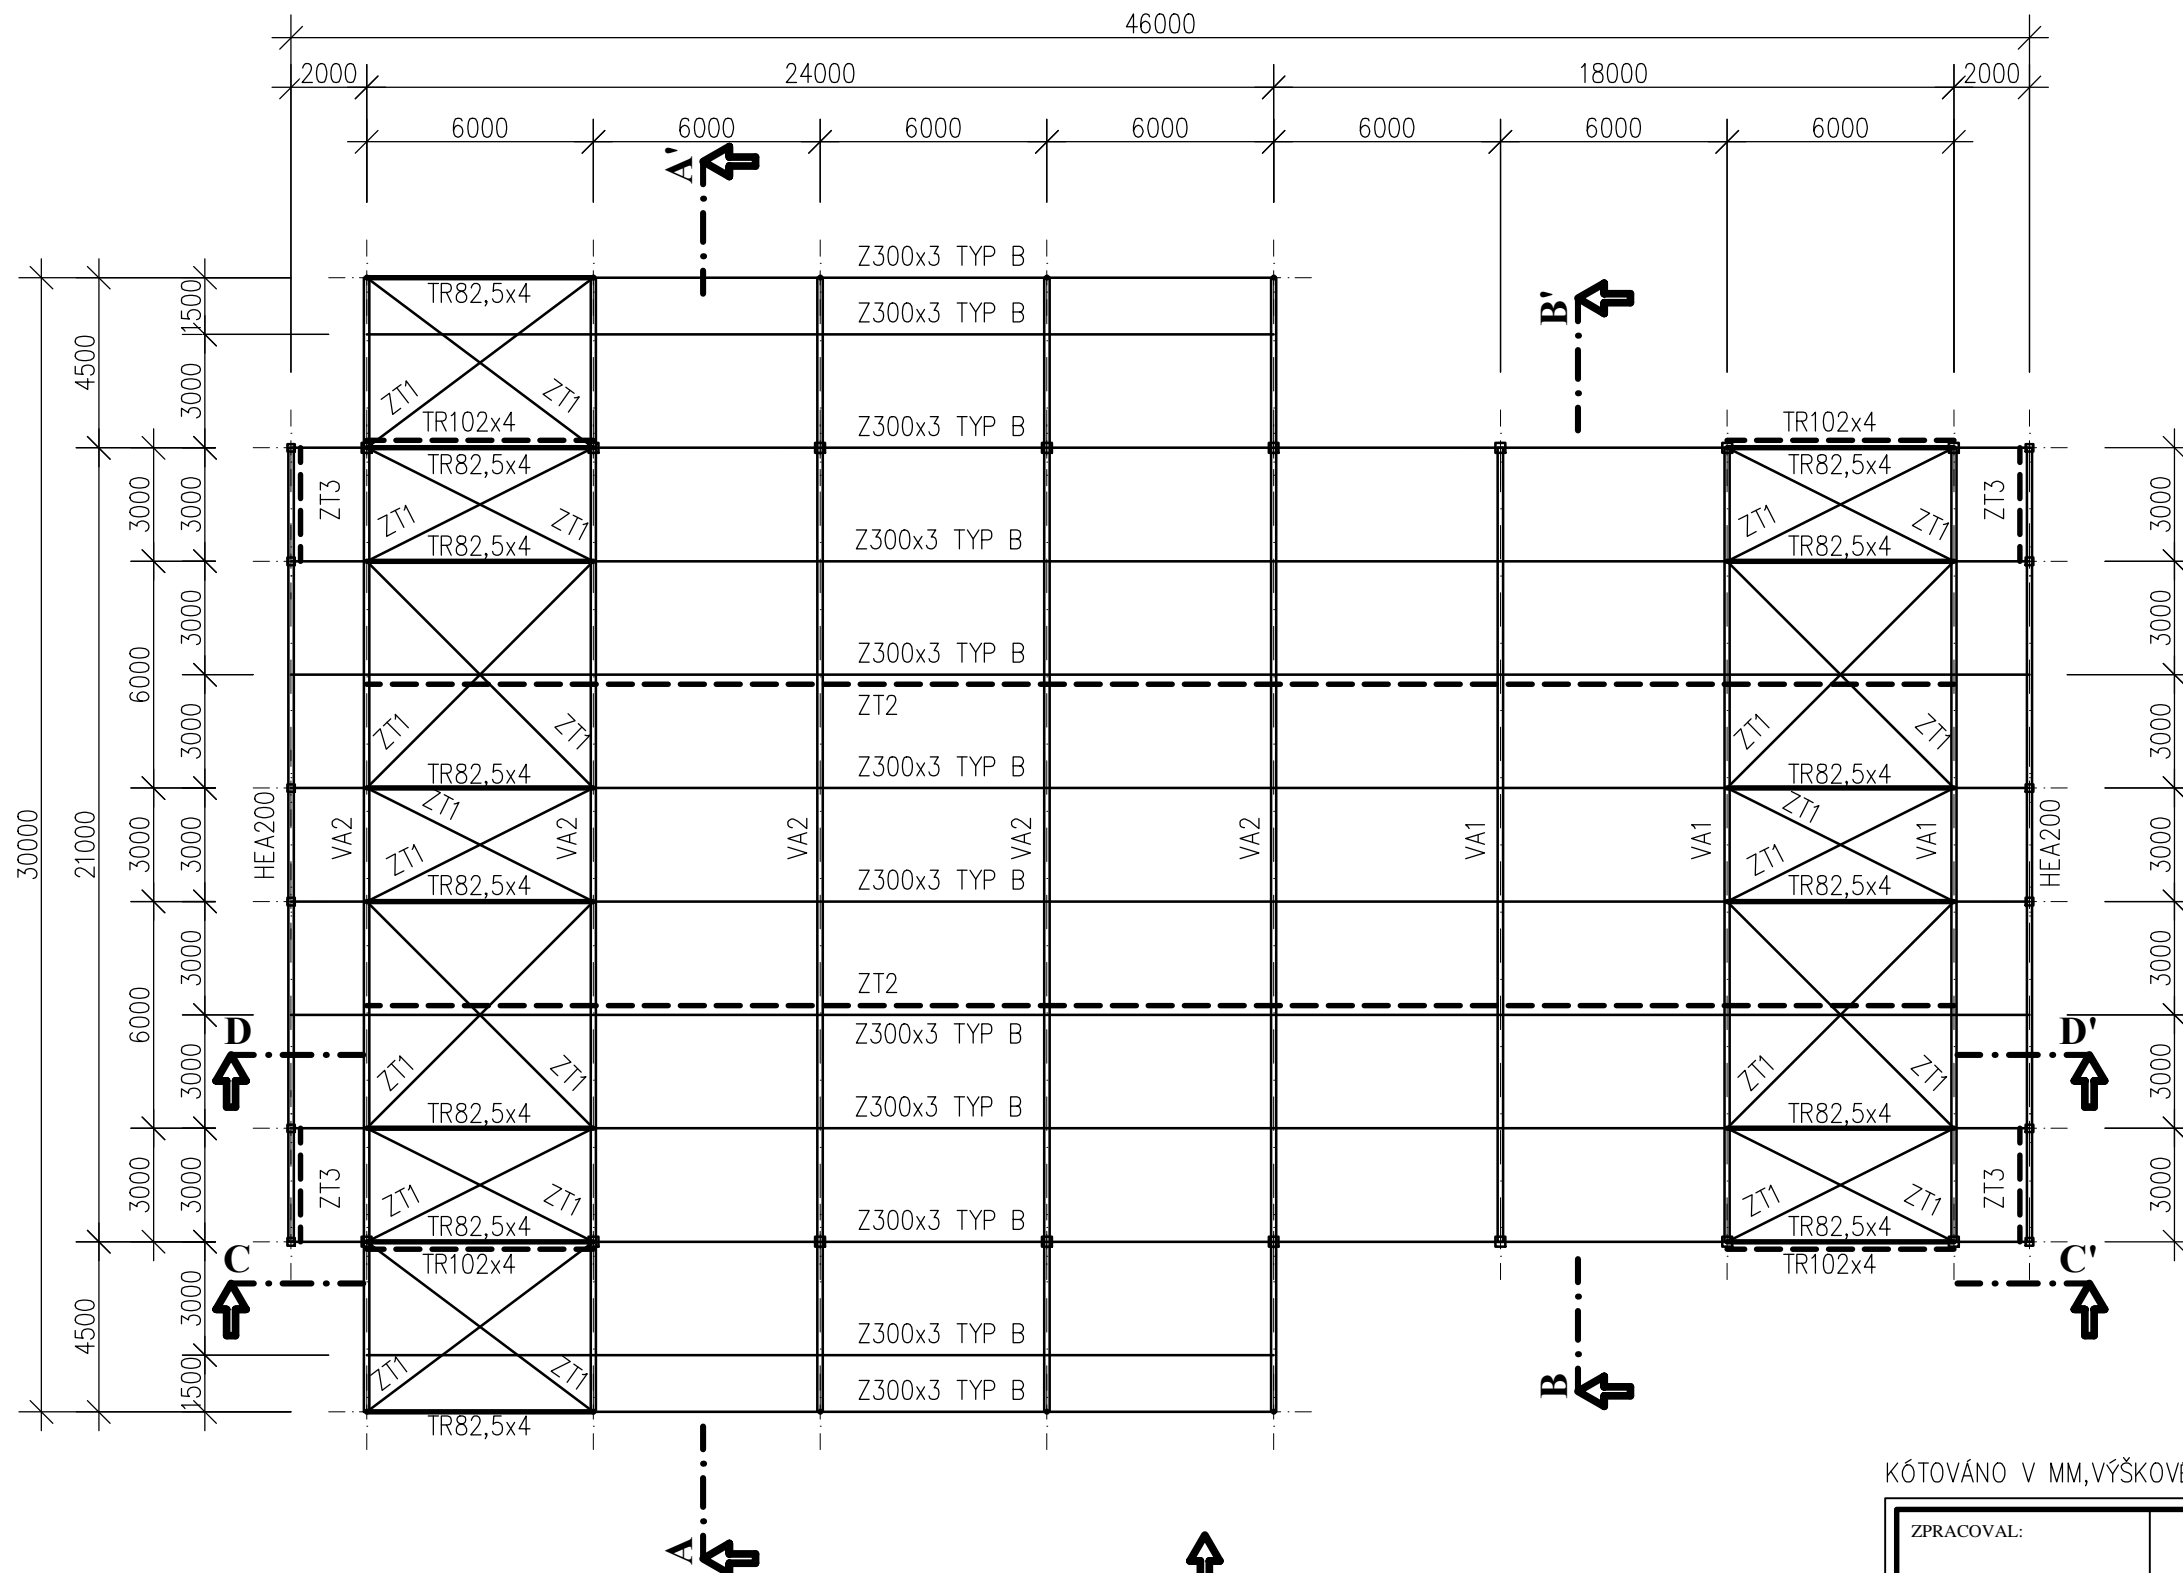 46000
2000 24000 18000 2000
6000 6000 6000 6000 6000 6000 6000
A'
Z300x3 TYP B
TR82,5x4
Z300x3 TYP B
B'
1500
4500
3000
ZT1 ZT1
TR102x4
Z300x3 TYP B
TR102x4
TR82,5x4
TR82,5x4
3000 3000
ZT3
ZT1 ZT1
ZT1 ZT1
ZT3
3000
TR82,5x4
Z300x3 TYP B
TR82,5x4
3000
3000
6000
Z300x3 TYP B
ZT2
3000
ZT1 ZT1
ZT1 ZT1
3000
TR82,5x4
Z300x3 TYP B
TR82,5x4
ZT1
ZT1
30000
21000
3000
3000
HEA200
VA2
VA2
VA2
VA2
VA2
VA1
VA1
VA1
HEA200
3000
ZT1
ZT1
TR82,5x4
Z300x3 TYP B
TR82,5x4
3000
3000
6000
ZT2
D
D'
Z300x3 TYP B
3000
ZT1 ZT1
ZT1 ZT1
3000
TR82,5x4
Z300x3 TYP B
TR82,5x4
3000
3000
ZT3
ZT1 ZT1
ZT1 ZT1
ZT3
3000
TR82,5x4
Z300x3 TYP B
TR82,5x4
C
TR102x4
TR102x4
C'
4500
3000
Z300x3 TYP B
1500
ZT1 ZT1
Z300x3 TYP B
B
TR82,5x4
A
KÓTOVÁNO V MM,VÝŠKOVÉ
ZPRACOVAL: